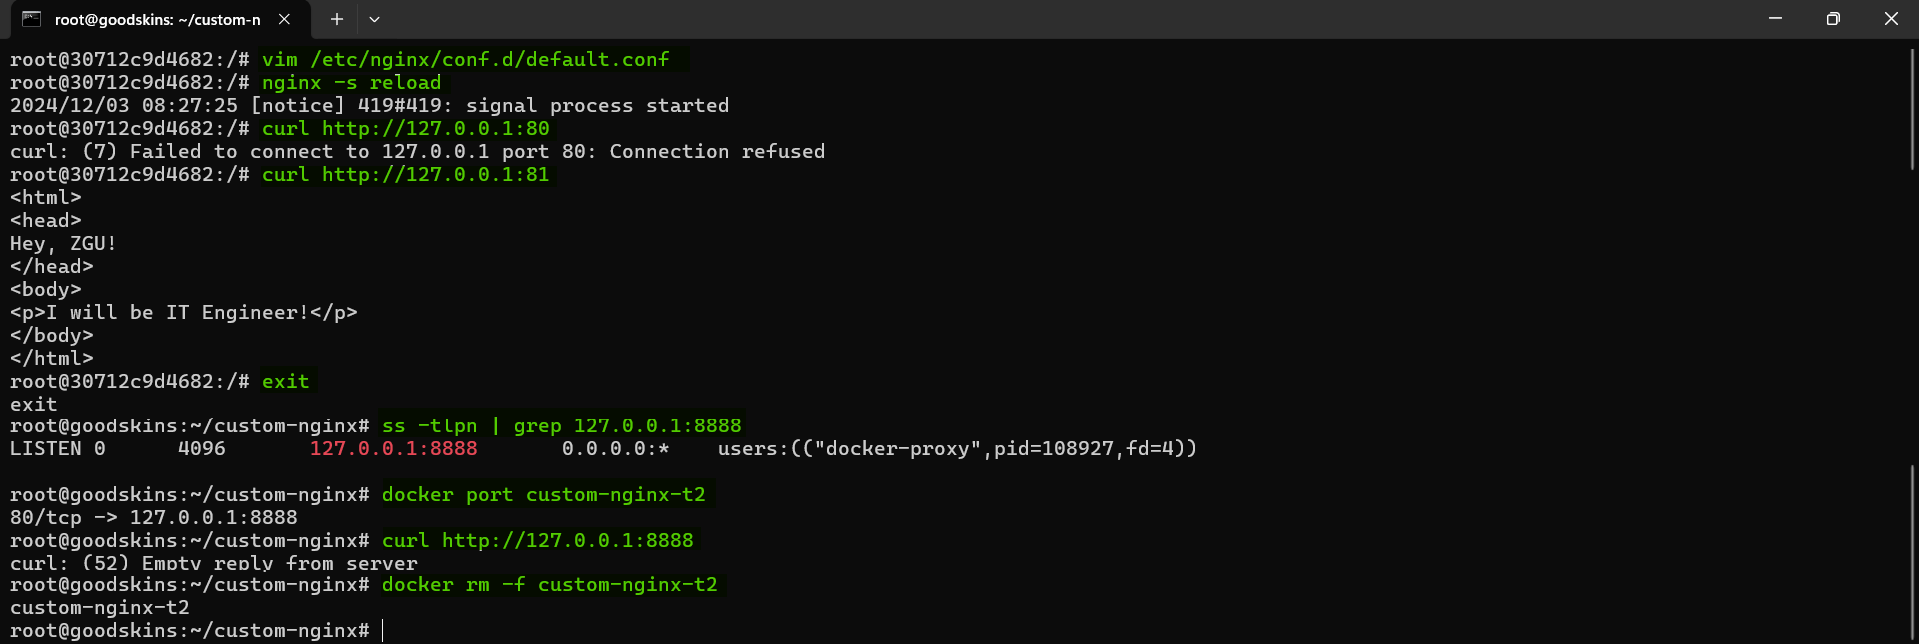 root@goodskins: ~/custom-n
root@30712c9d4682:/# vim /etc/nginx/conf.d/default.conf
root@30712c9d4682:/# nginx -s reload
2024/12/03 08:27:25 [notice] 419#419: signal process started
root@30712c9d4682:/# curl http://127.0.0.1:80
curl: (7) Failed to connect to 127.0.0.1 port 80: Connection refused
root@30712c9d4682:/# curl http://127.0.0.1:81
<html>
<head>
Hey, ZGU!
</head>
<body>
<p>I will be IT Engineer!</p>
</body>
</html>
root@30712c9d4682:/# exit
exit
root@goodskins:~/custom-nginx# ss -tlpn | grep 127.0.0.1:8888
LISTEN 0      4096       127.0.0.1:8888       0.0.0.0:*    users:(("docker-proxy",pid=108927,fd=4))
root@goodskins:~/custom-nginx# docker port custom-nginx-t2
80/tcp -> 127.0.0.1:8888
root@goodskins:~/custom-nginx# curl http://127.0.0.1:8888
curl: (52) Empty reply from server
root@goodskins:~/custom-nginx# docker rm -f custom-nginx-t2
custom-nginx-t2
root@goodskins:~/custom-nginx#